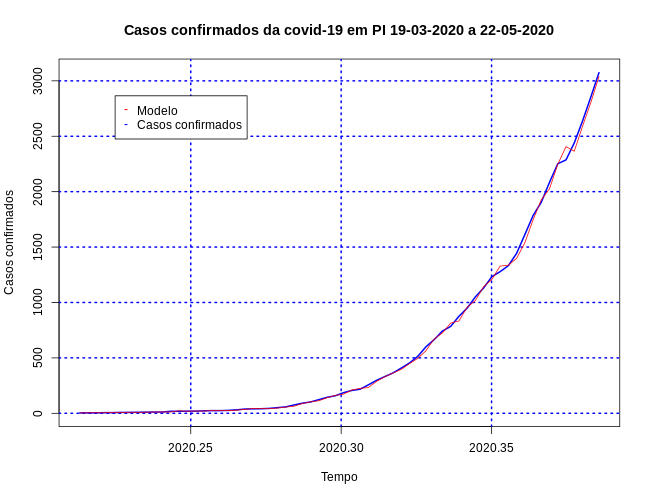 Casos confirmados da covid-19 em PI 19-03-2020 a 22-05-2020
Casos confirmados
3000
2500
2000
1500
1000
500
0
- Modelo
- Casos confirmados
2020.25 2020.30 2020.35
Tempo